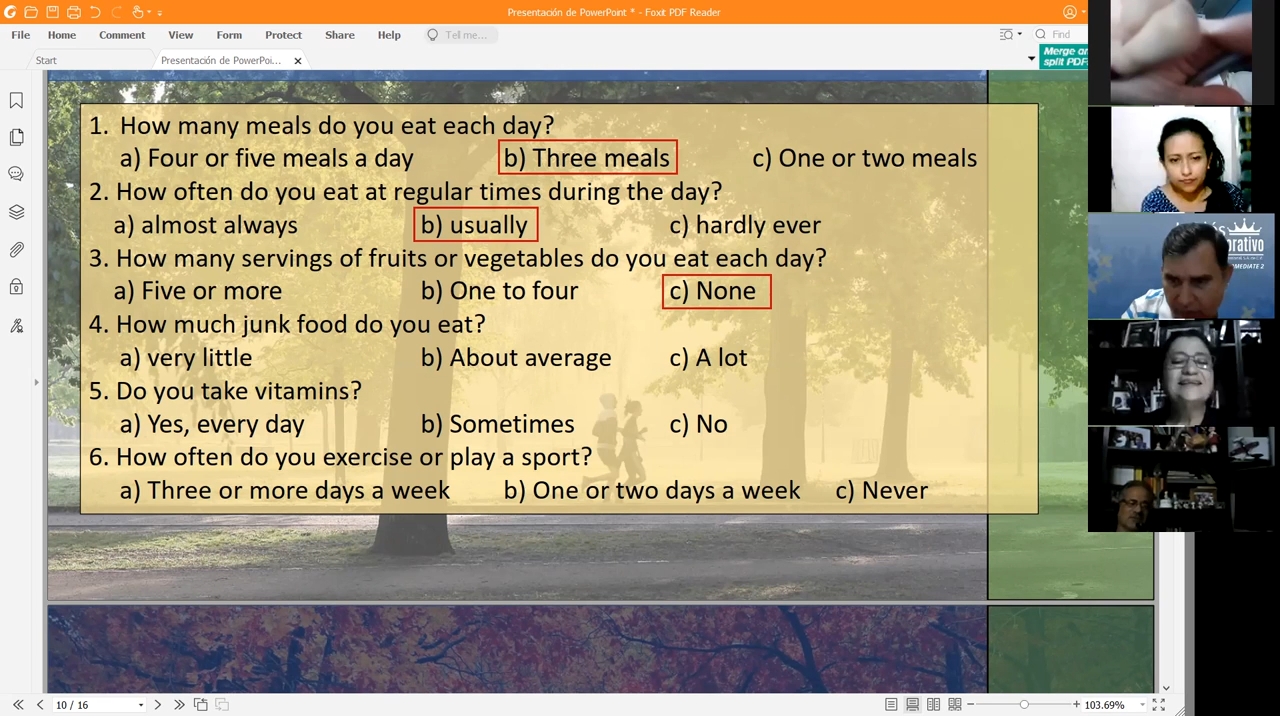 Presentación de PowerPoint * - Foxit PDF Reader
File Home Comment View Form Protect Share Help Tell me... Find
Start Presentación de PowerPoi... ×
Merge an
split PDF
1. How many meals do you eat each day?
a) Four or five meals a day b) Three meals c) One or two meals
2. How often do you eat at regular times during the day?
a) almost always b) usually c) hardly ever
3. How many servings of fruits or vegetables do you eat each day?
a) Five or more b) One to four c) None
4. How much junk food do you eat?
a) very little b) About average c) A lot
5. Do you take vitamins?
a) Yes, every day b) Sometimes c) No
6. How often do you exercise or play a sport?
a) Three or more days a week b) One or two days a week c) Never
orativo
MEDIATE 2
10 / 16
103.69%